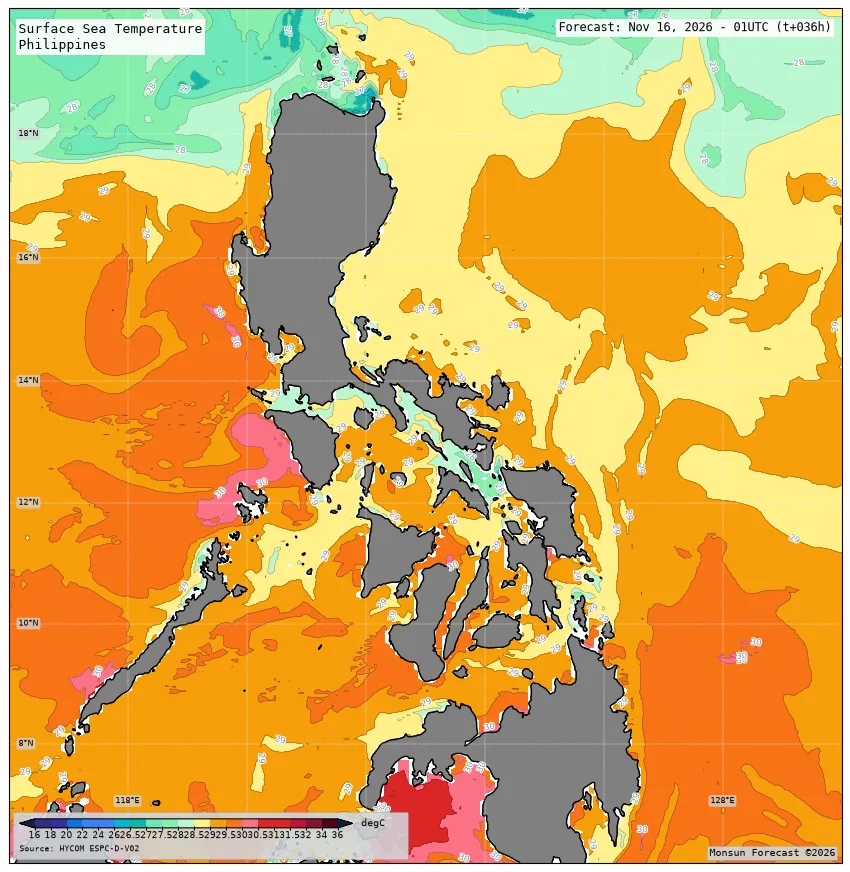 Surface Sea Temperature
Philippines
Forecast: Nov 16, 2026 - 01UTC (t+036h)
18°N
16°N
14°N
12°N
10°N
8°N
118°E
128°E
16 18 20 22 24 26 26.5 27 27.5 28 28.5 29 29.5 30 30.5 31 31.5 32 34 36 degC
Source: HYCOM ESPC-D-V02
Monsun Forecast ©2026